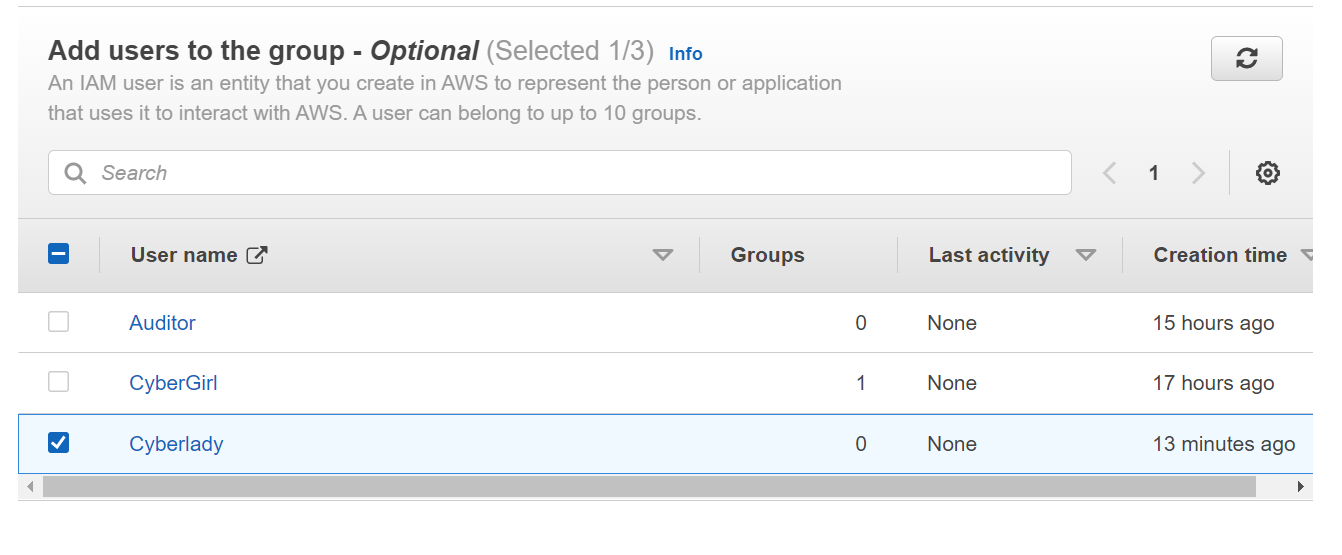 Add users to the group - Optional (Selected 1/3) Info
An IAM user is an entity that you create in AWS to represent the person or application
that uses it to interact with AWS. A user can belong to up to 10 groups.
Search
1
User name Groups Last activity Creation time
Auditor 0 None 15 hours ago
CyberGirl 1 None 17 hours ago
Cyberlady 0 None 13 minutes ago